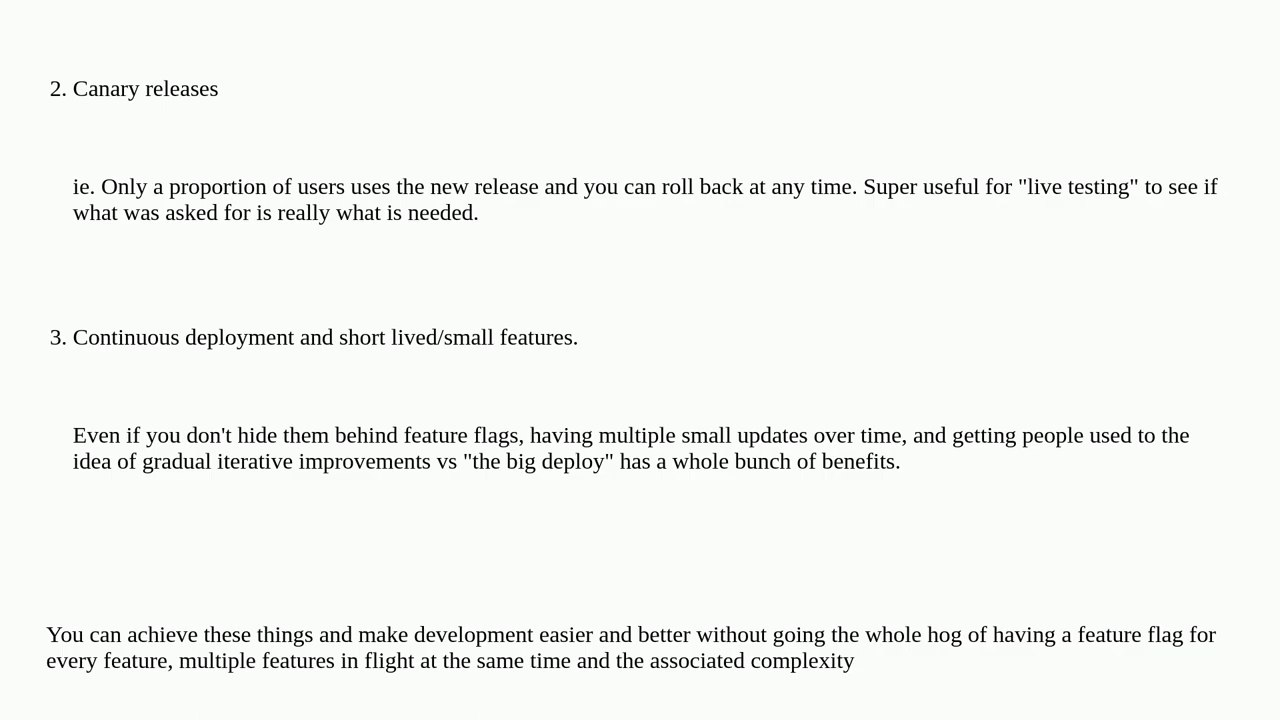 2. Canary releases
ie. Only a proportion of users uses the new release and you can roll back at any time. Super useful for "live testing" to see if
what was asked for is really what is needed.
3. Continuous deployment and short lived/small features.
Even if you don't hide them behind feature flags, having multiple small updates over time, and getting people used to the
idea of gradual iterative improvements vs "the big deploy" has a whole bunch of benefits.
You can achieve these things and make development easier and better without going the whole hog of having a feature flag for
every feature, multiple features in flight at the same time and the associated complexity